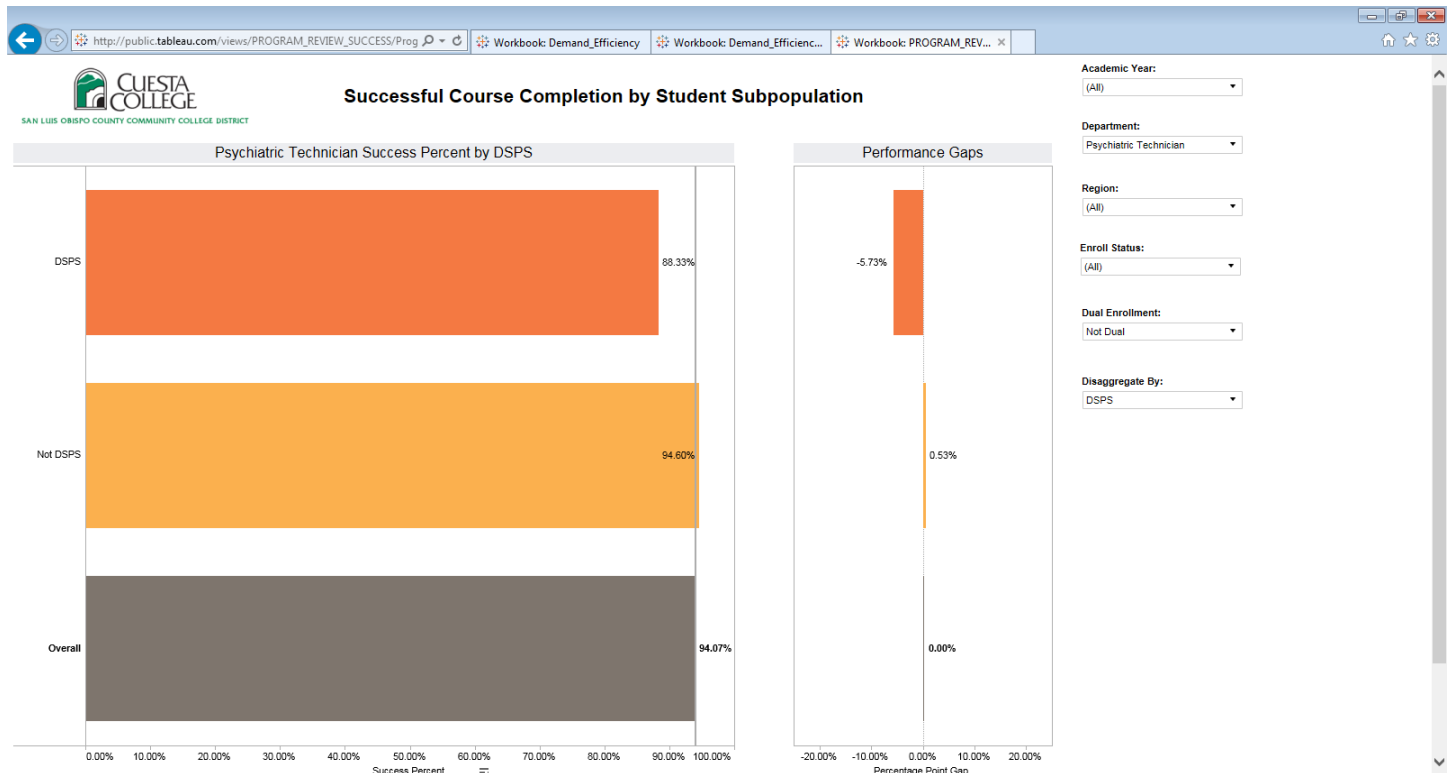 http://public.tableau.com/views/PROGRAM_REVIEW_SUCCESS/Prog
Workbook: Demand_Efficiency
Workbook: Demand_Efficienc...
Workbook: PROGRAM_REV...
CUESTA
COLLEGE
SAN LUIS OBISPO COUNTY COMMUNITY COLLEGE DISTRICT
Successful Course Completion by Student Subpopulation
Academic Year:
(All)
Department:
Psychiatric Technician
Region:
(All)
Enroll Status:
(All)
Dual Enrollment:
Not Dual
Disaggregate By:
DSPS
Psychiatric Technician Success Percent by DSPS
Performance Gaps
DSPS
88.33%
-5.73%
Not DSPS
94.60%
0.53%
Overall
94.07%
0.00%
0.00% 10.00% 20.00% 30.00% 40.00% 50.00% 60.00% 70.00% 80.00% 90.00% 100.00%
Success Percent
-20.00% -10.00% 0.00% 10.00% 20.00%
Percentage Point Gap